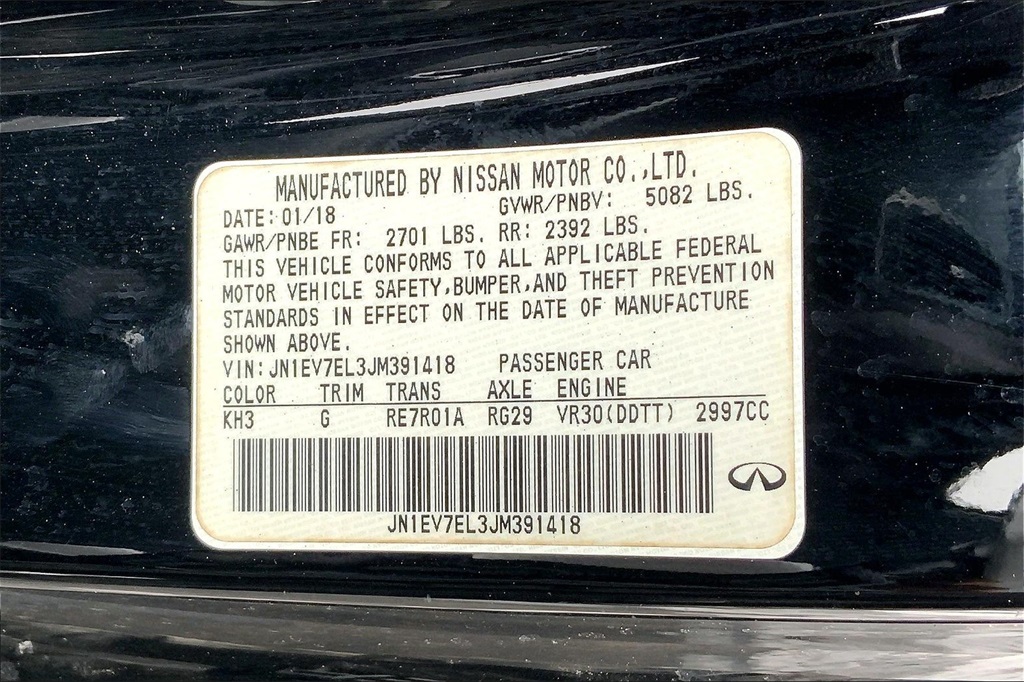 MANUFACTURED BY NISSAN MOTOR CO.,LTD.
DATE: 01/18 GVWR/PNBV: 5082 LBS.
GAWR/PNBE FR: 2701 LBS. RR: 2392 LBS.
THIS VEHICLE CONFORMS TO ALL APPLICABLE FEDERAL
MOTOR VEHICLE SAFETY,BUMPER,AND THEFT PREVENTION
STANDARDS IN EFFECT ON THE DATE OF MANUFACTURE
SHOWN ABOVE.
VIN:JN1EV7EL3JM391418 PASSENGER CAR
COLOR TRIM TRANS AXLE ENGINE
KH3 G RE7R01A RG29 VR30(DDTT) 2997CC
JN1EV7EL3JM391418